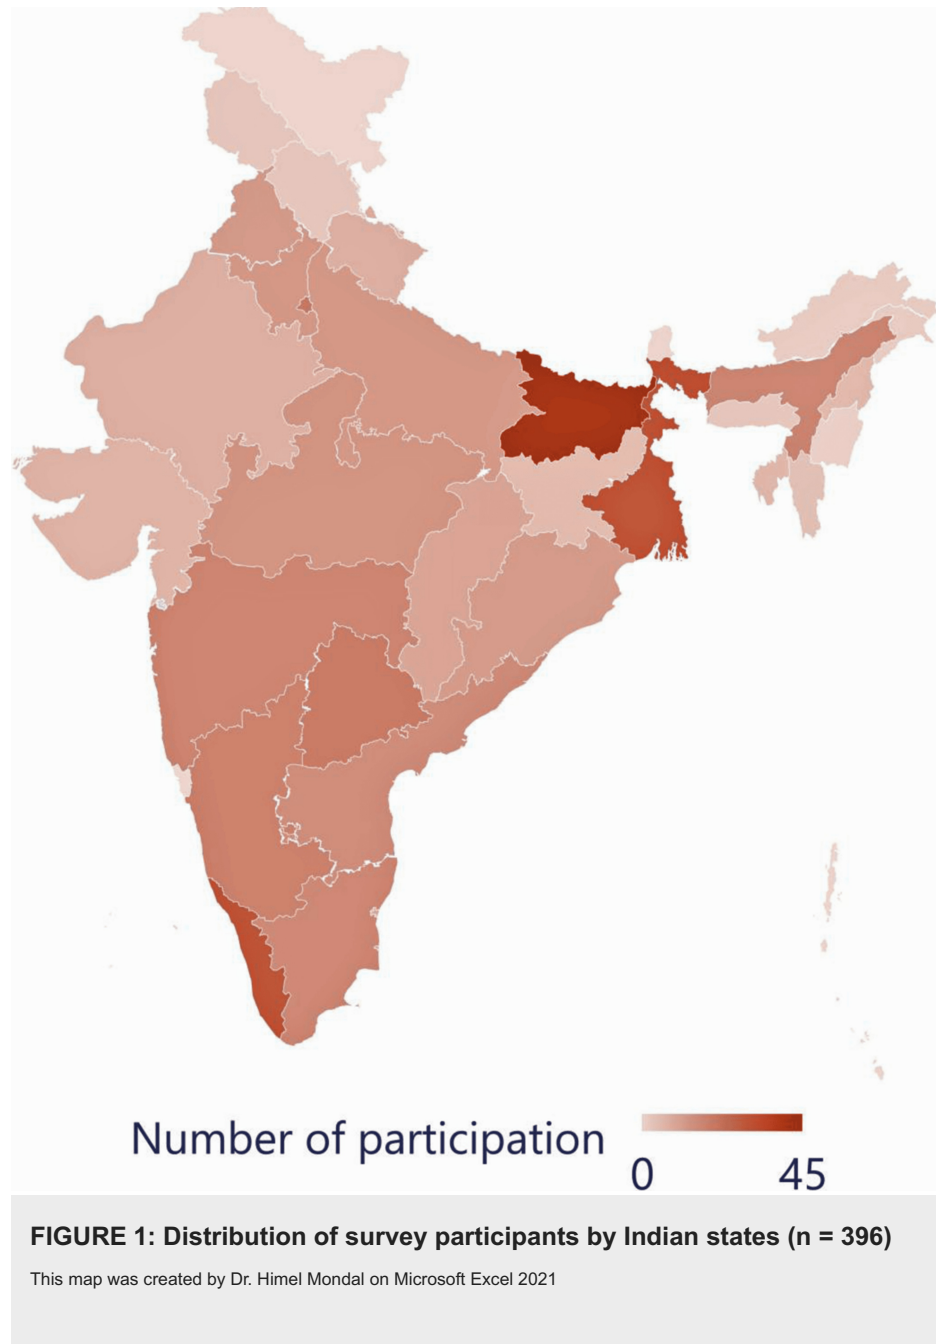 Number of participation
0 45
FIGURE 1: Distribution of survey participants by Indian states (n = 396)
This map was created by Dr. Himel Mondal on Microsoft Excel 2021